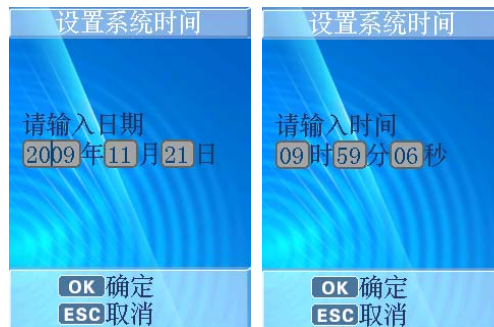 设置系统时间
请输入日期
2009年11月21日
OK确定
ESC取消
设置系统时间
请输入时间
09时59分06秒
OK确定
ESC取消